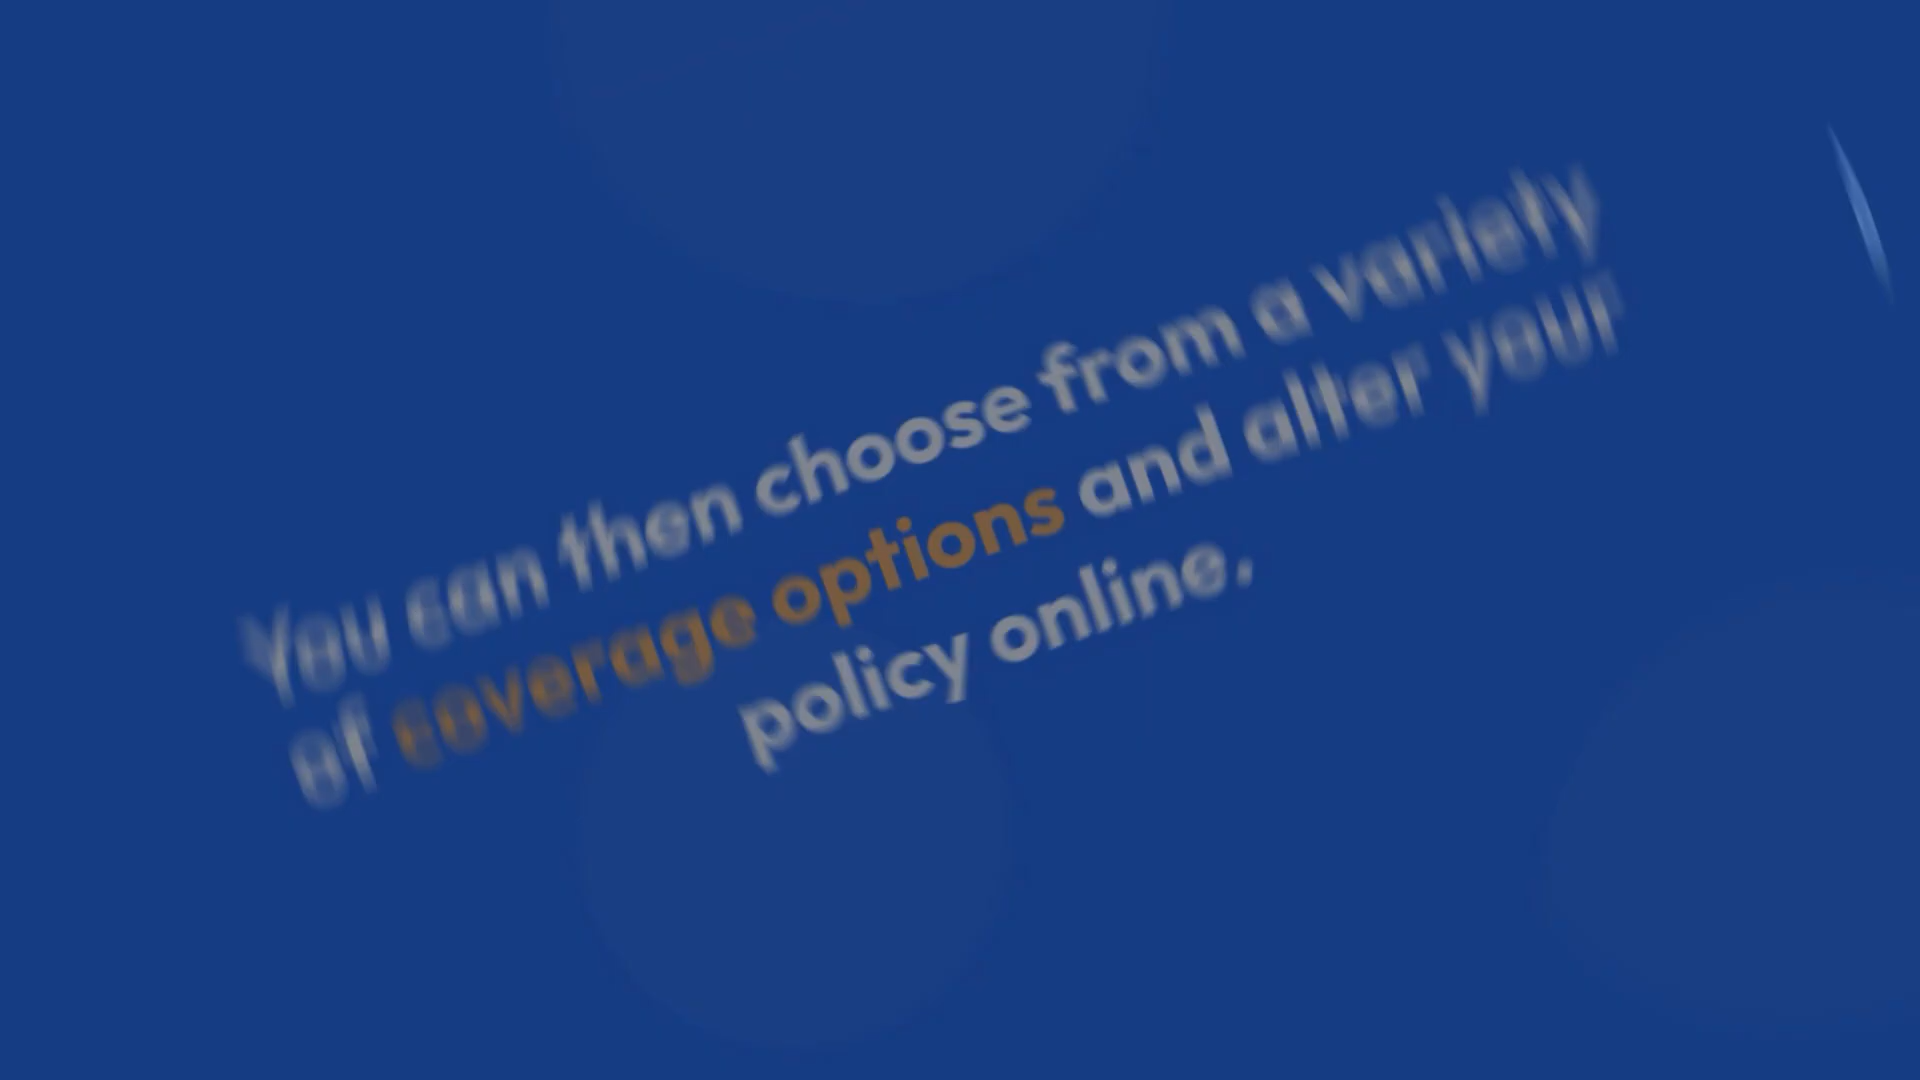 You can then choose from a variety
of coverage options and alter your
policy online.